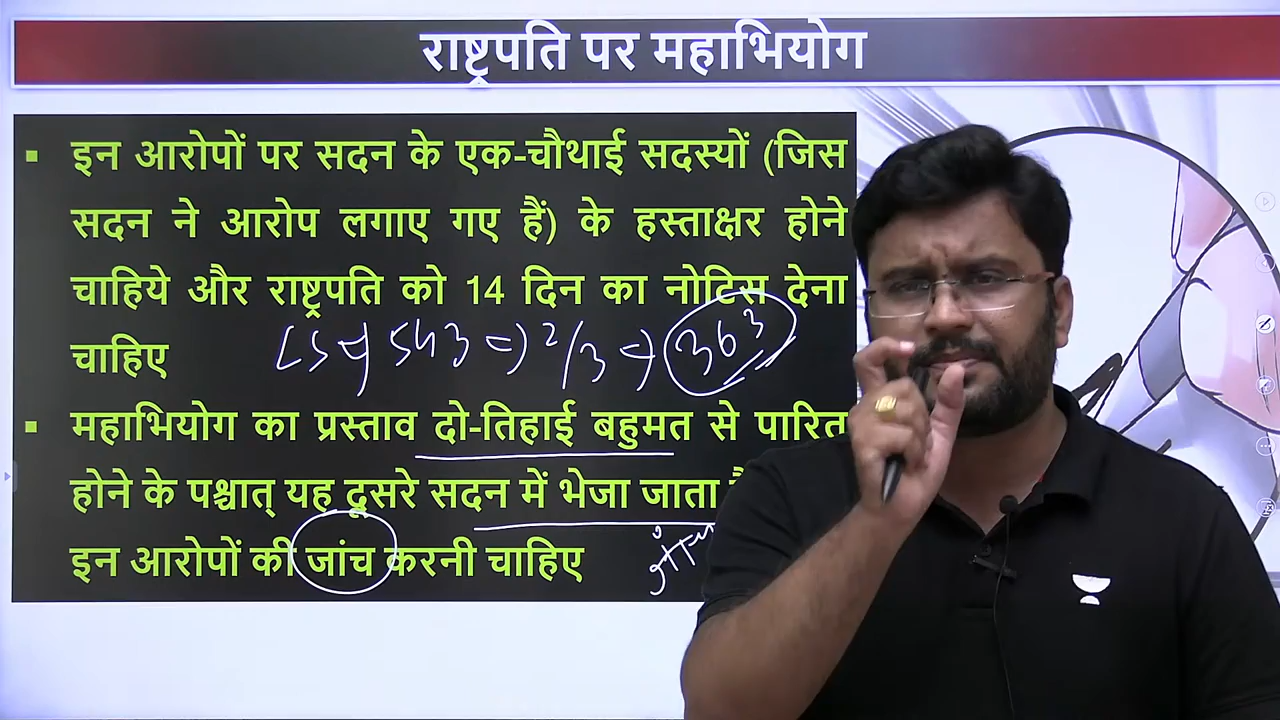 राष्ट्रपति पर महाभियोग
▪ इन आरोपों पर सदन के एक-चौथाई सदस्यों (जिस
सदन ने आरोप लगाए गए हैं) के हस्ताक्षर होने
चाहिये और राष्ट्रपति को 14 दिन का नोटिस देना
चाहिए
LS → 543 => 2/3 => 363
▪ महाभियोग का प्रस्ताव दो-तिहाई बहुमत से पारित
होने के पश्चात् यह दूसरे सदन में भेजा जाता
इन आरोपों की जांच करनी चाहिए